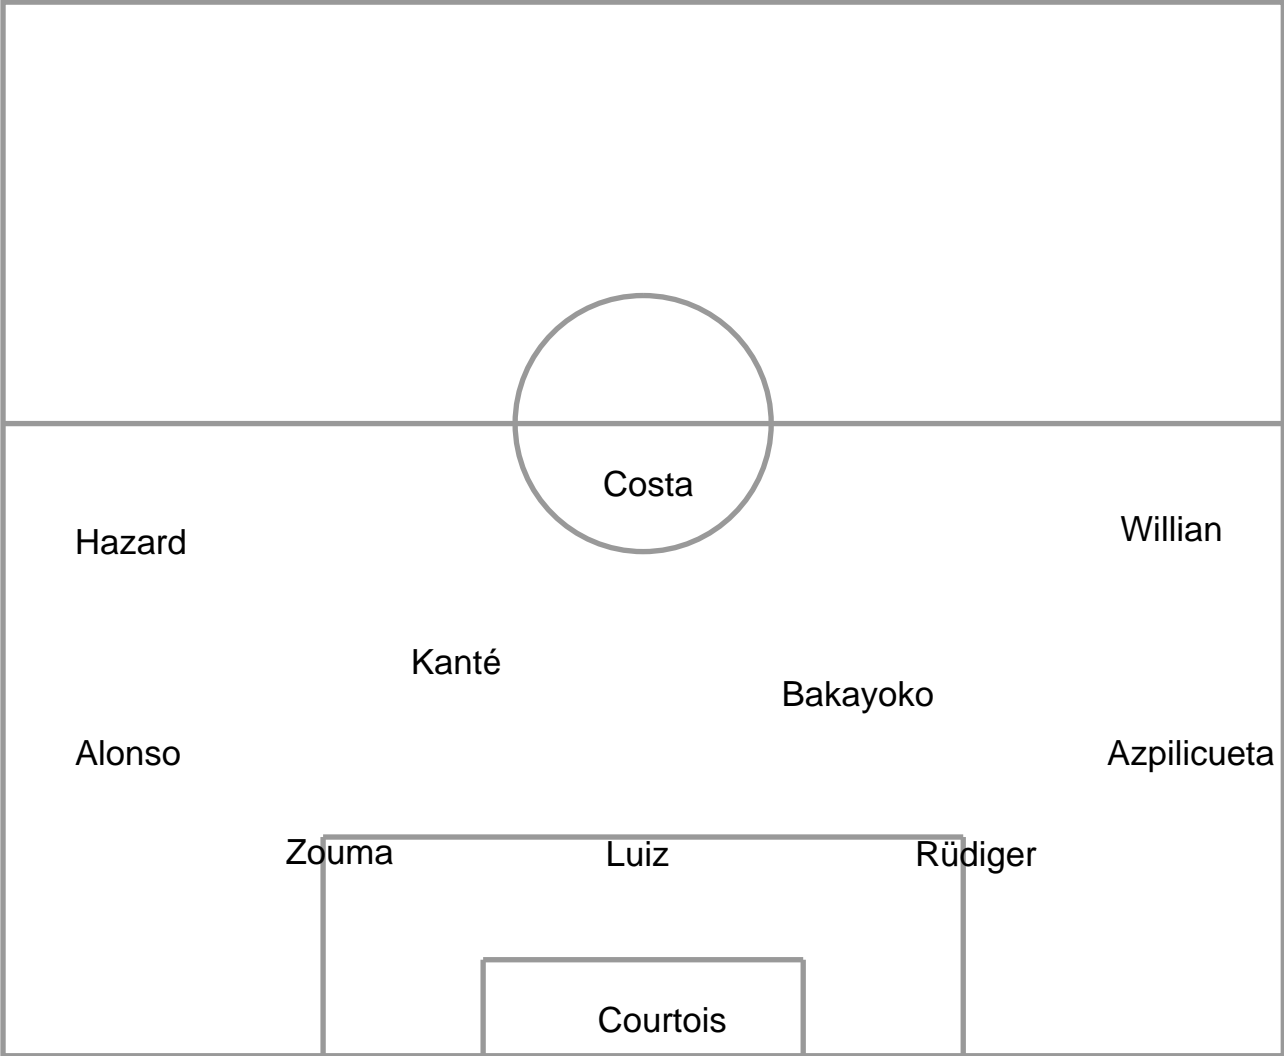 Costa
Willian
Hazard
Kanté
Bakayoko
Alonso
Azpilicueta
Zouma
Luiz
Rüdiger
Courtois